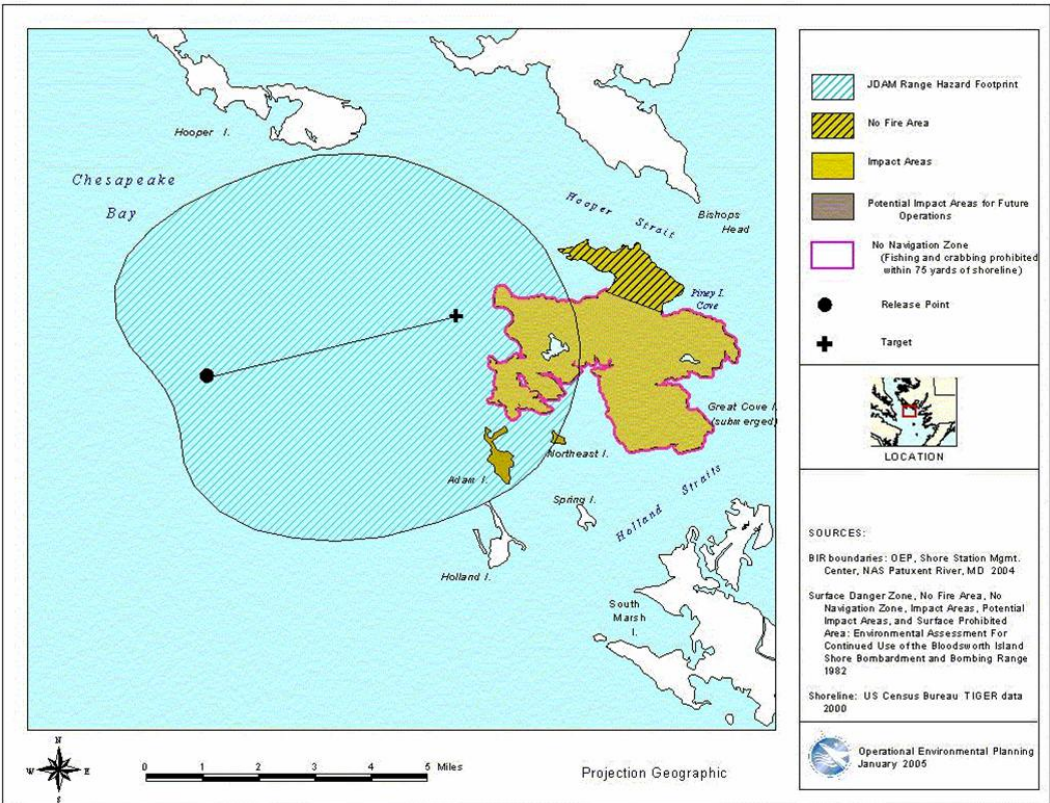 Hooper I.
Chesapeake
Bay
Hooper Strait
Bishops
Head
Piney I.
Cove
Great Cove I.
(submerged)
Northeast I.
Adam I.
Spring I.
Holland Straits
Holland I.
South
Marsh
I.
JDAM Range Hazard Footprint
No Fire Area
Impact Areas
Potential Impact Areas for Future
Operations
No Navigation Zone
(Fishing and crabbing prohibited
within 75 yards of shoreline)
Release Point
Target
LOCATION
SOURCES:
BIR boundaries: OEP, Shore Station Mgmt.
Center, NAS Patuxent River, MD 2004
Surface Danger Zone, No Fire Area, No
Navigation Zone, Impact Areas, Potential
Impact Areas, and Surface Prohibited
Area: Environmental Assessment For
Continued Use of the Bloodsworth Island
Shore Bombardment and Bombing Range
1982
Shoreline: US Census Bureau TIGER data
2000
Operational Environmental Planning
January 2005
N
W E
S
0 1 2 3 4 5 Miles
Projection Geographic